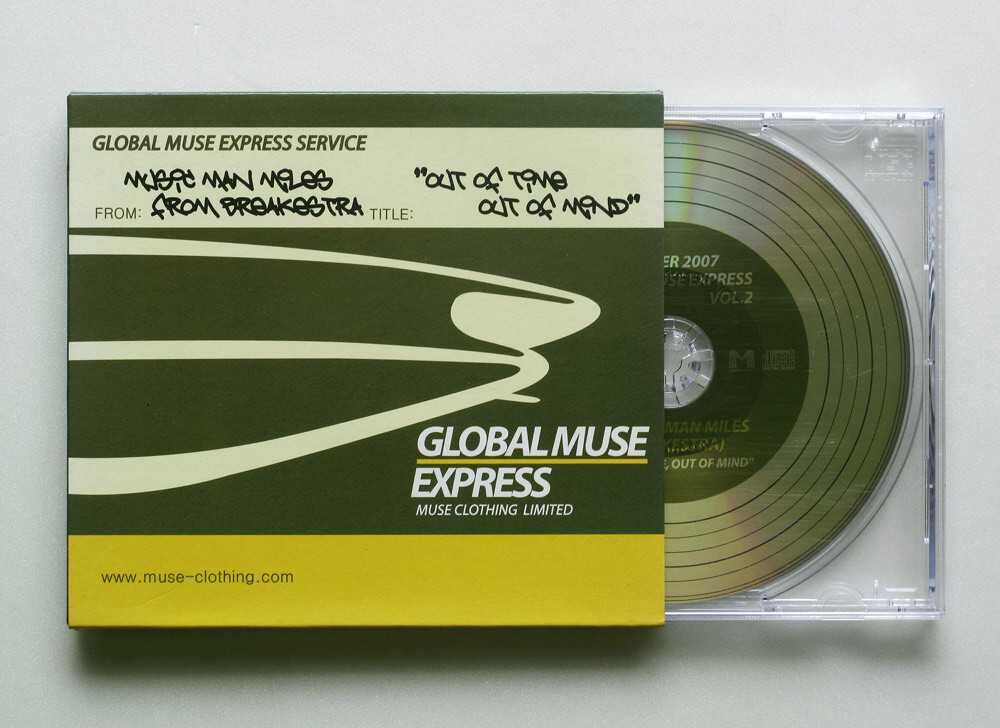 GLOBAL MUSE EXPRESS SERVICE
MUSIC MAN MILES
FROM: FROM BREAKESTRA
TITLE: "OUT OF TIME
OUT OF MIND"
GLOBAL MUSE
EXPRESS
MUSE CLOTHING LIMITED
www.muse-clothing.com
ER 2007
USE EXPRESS
VOL.2
M
MAN MILES
KESTRA)
E, OUT OF MIND"